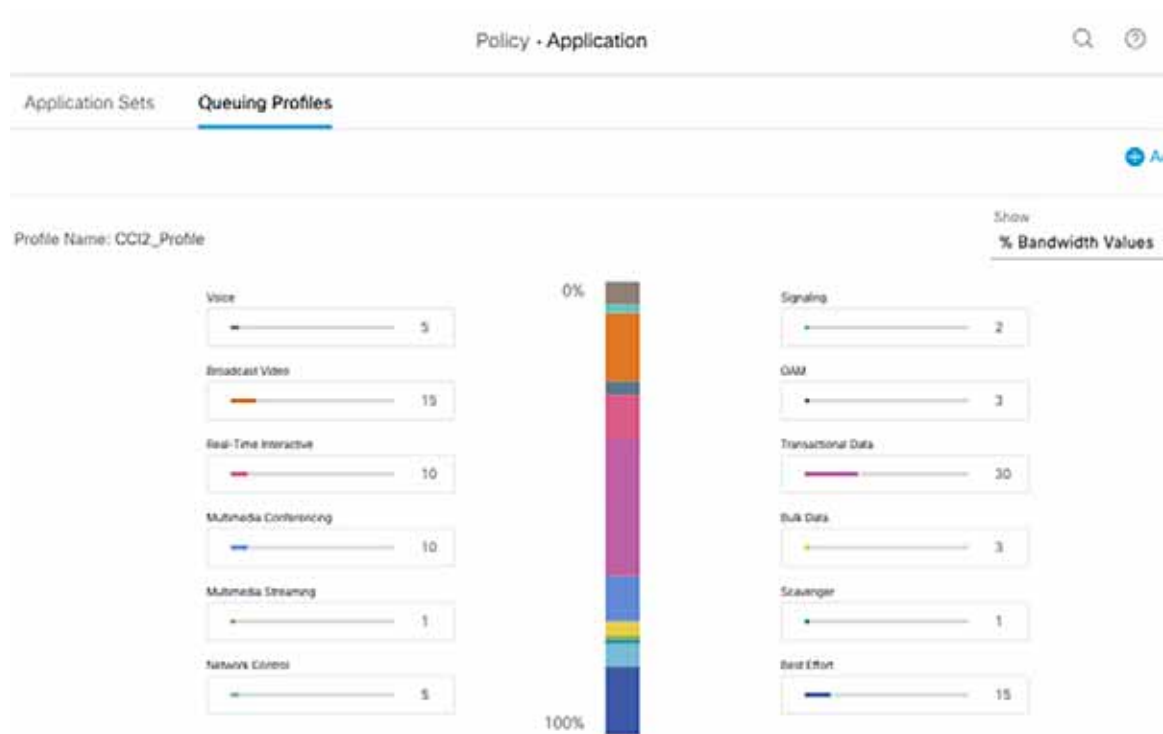 Policy · Application
Application Sets
Queuing Profiles
Profile Name: CCI2_Profile
Show
% Bandwidth Values
0%
Voice
5
Signaling
2
Broadcast Video
15
OAM
3
Real-Time Interactive
10
Transactional Data
30
Multimedia Conferencing
10
Bulk Data
3
Multimedia Streaming
1
Scavenger
1
Network Control
5
Best Effort
15
100%